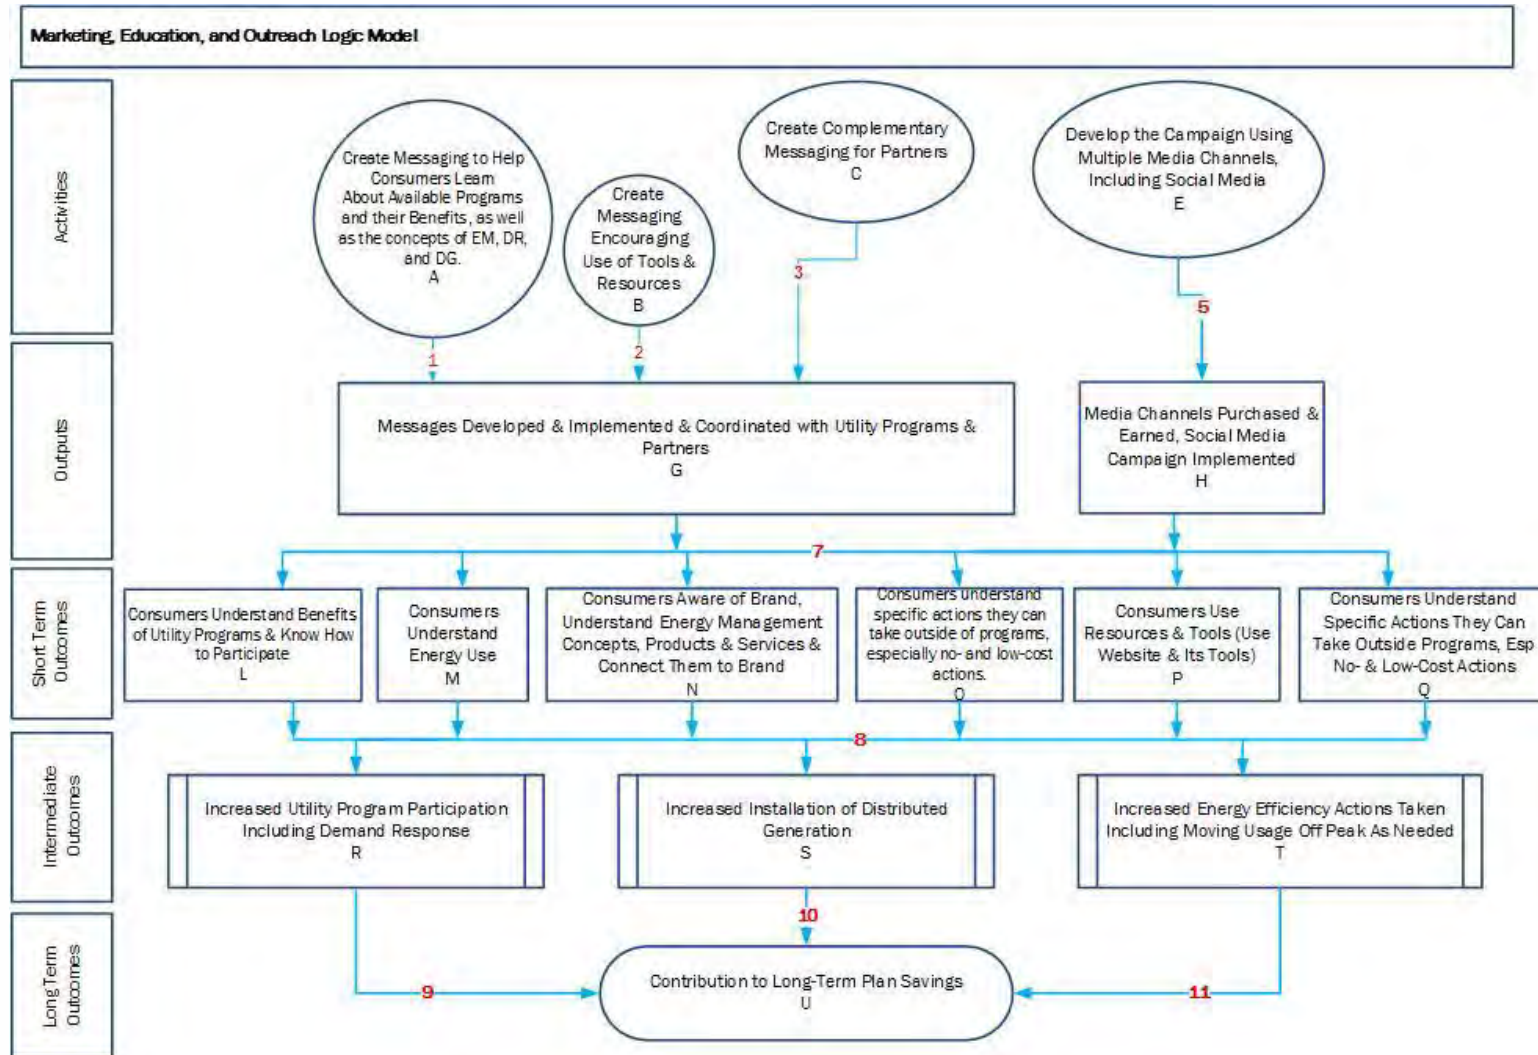 Marketing, Education, and Outreach Logic Model
Activities
Create Messaging to Help
Consumers Learn
About Available Programs
and their Benefits, as well
as the concepts of EM, DR,
and DG.
A
Create
Messaging
Encouraging
Use of Tools &
Resources
B
Create Complementary
Messaging for Partners
C
Develop the Campaign Using
Multiple Media Channels,
Including Social Media
E
1
2
3
5
Outputs
Messages Developed & Implemented & Coordinated with Utility Programs &
Partners
G
Media Channels Purchased &
Earned, Social Media
Campaign Implemented
H
7
Short Term
Outcomes
Consumers Understand Benefits
of Utility Programs & Know How
to Participate
L
Consumers
Understand
Energy Use
M
Consumers Aware of Brand,
Understand Energy Management
Concepts, Products & Services &
Connect Them to Brand
N
Consumers understand
specific actions they can
take outside of programs,
especially no- and low-cost
actions.
O
Consumers Use
Resources & Tools (Use
Website & Its Tools)
P
Consumers Understand
Specific Actions They Can
Take Outside Programs, Esp
No- & Low-Cost Actions
Q
8
Intermediate
Outcomes
Increased Utility Program Participation
Including Demand Response
R
Increased Installation of Distributed
Generation
S
Increased Energy Efficiency Actions Taken
Including Moving Usage Off Peak As Needed
T
9
10
11
Long Term
Outcomes
Contribution to Long-Term Plan Savings
U